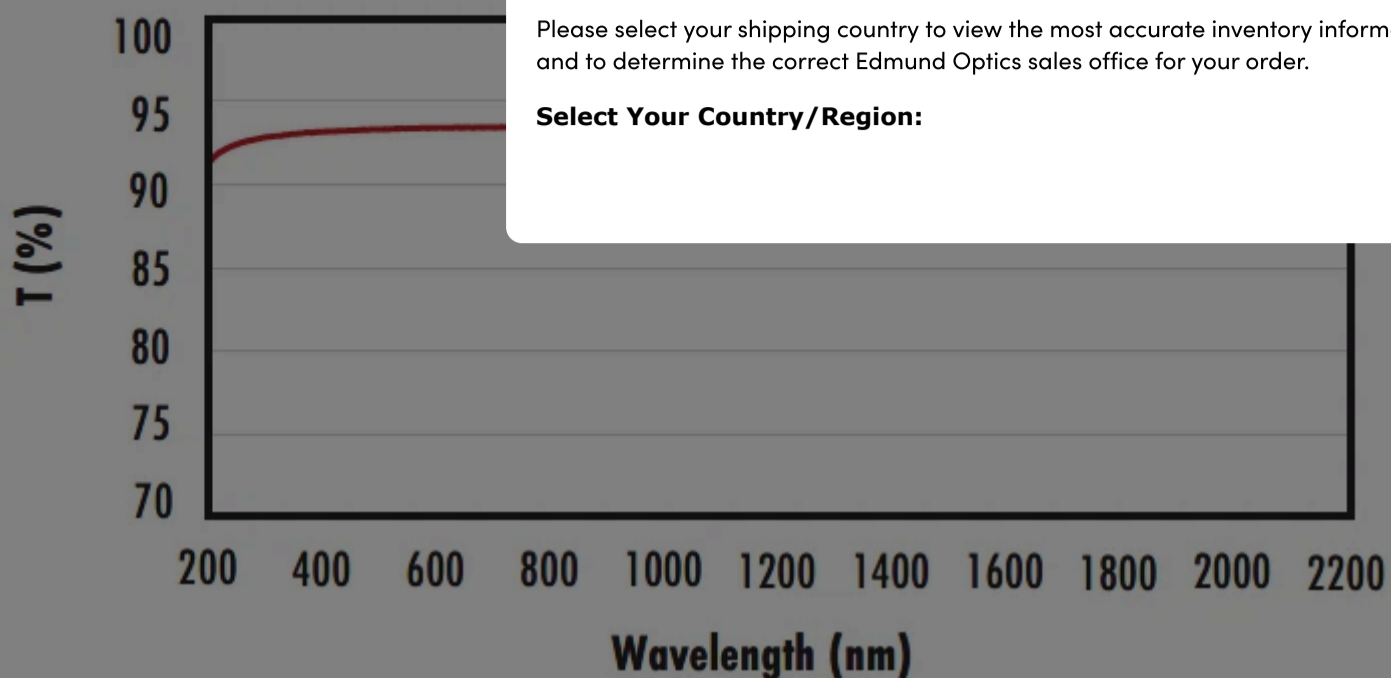 Please select your shipping country to view the most accurate inventory inform
and to determine the correct Edmund Optics sales office for your order.
Select Your Country/Region:
100
95
90
85
80
75
70
T (%)
200 400 600 800 1000 1200 1400 1600 1800 2000 2200
Wavelength (nm)